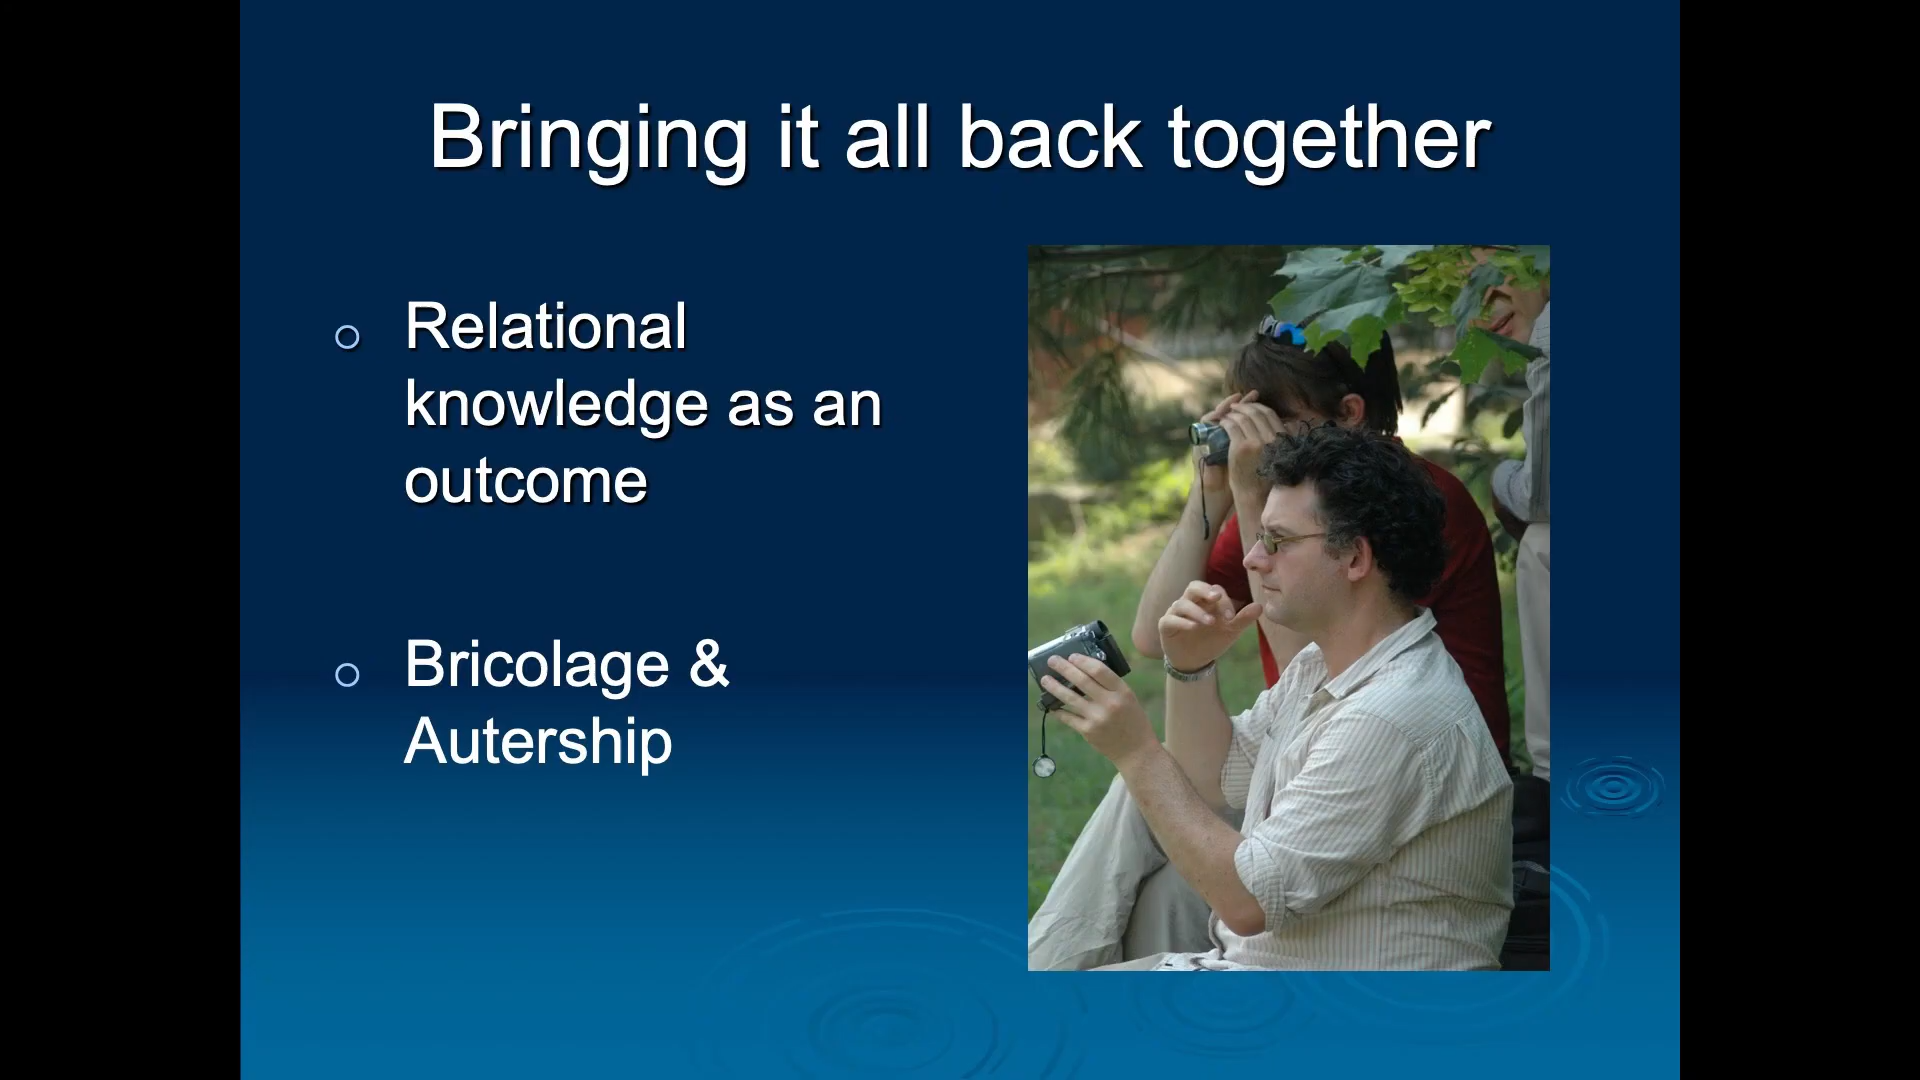 Bringing it all back together
Relational
knowledge as an
outcome
Bricolage &
Autership